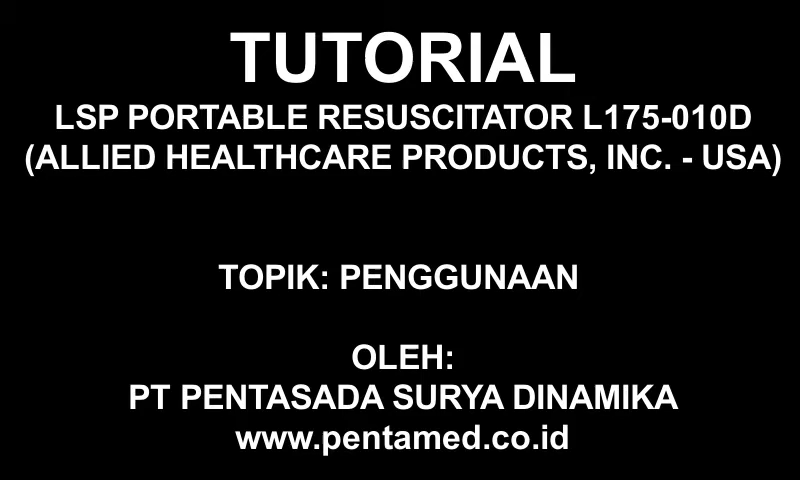 TUTORIAL
LSP PORTABLE RESUSCITATOR L175-010D
(ALLIED HEALTHCARE PRODUCTS, INC. - USA)
TOPIK: PENGGUNAAN
OLEH:
PT PENTASADA SURYA DINAMIKA
www.pentamed.co.id